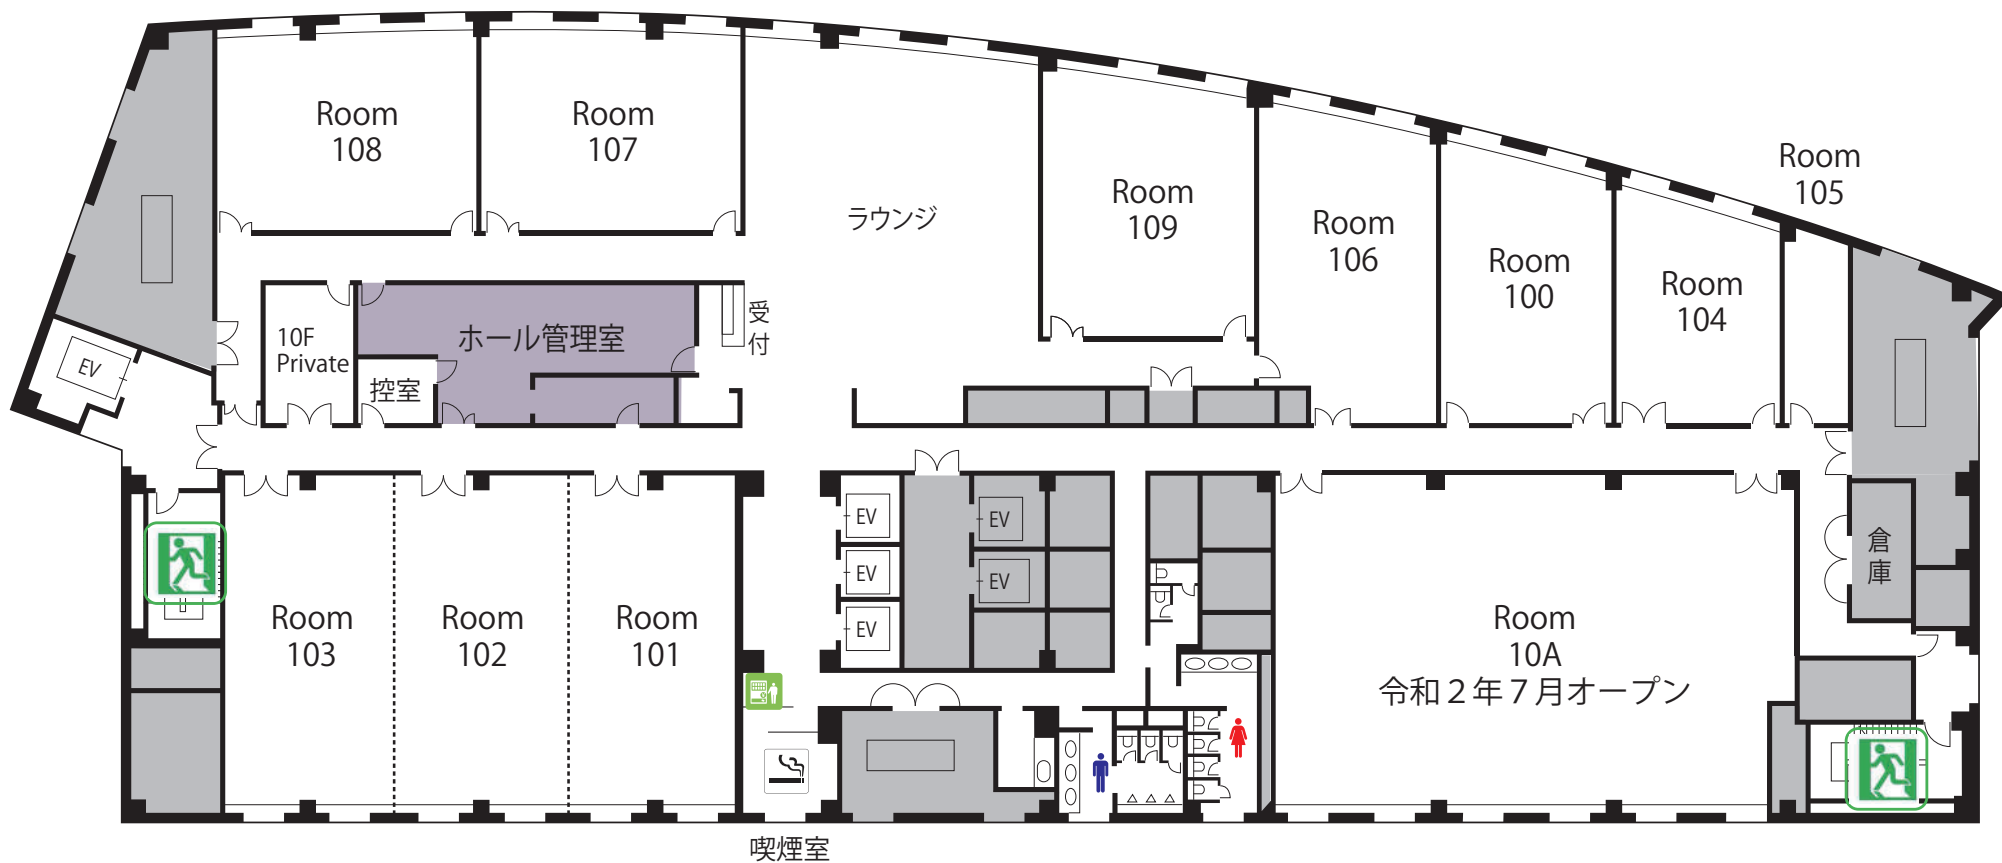 Room
108
Room
107
ラウンジ
Room
109
Room
106
Room
100
Room
104
Room
105
10F
Private
ホール管理室
控室
受付
EV
EV
EV
EV
EV
EV
Room
103
Room
102
Room
101
Room
10A
令和2年7月オープン
倉庫
喫煙室